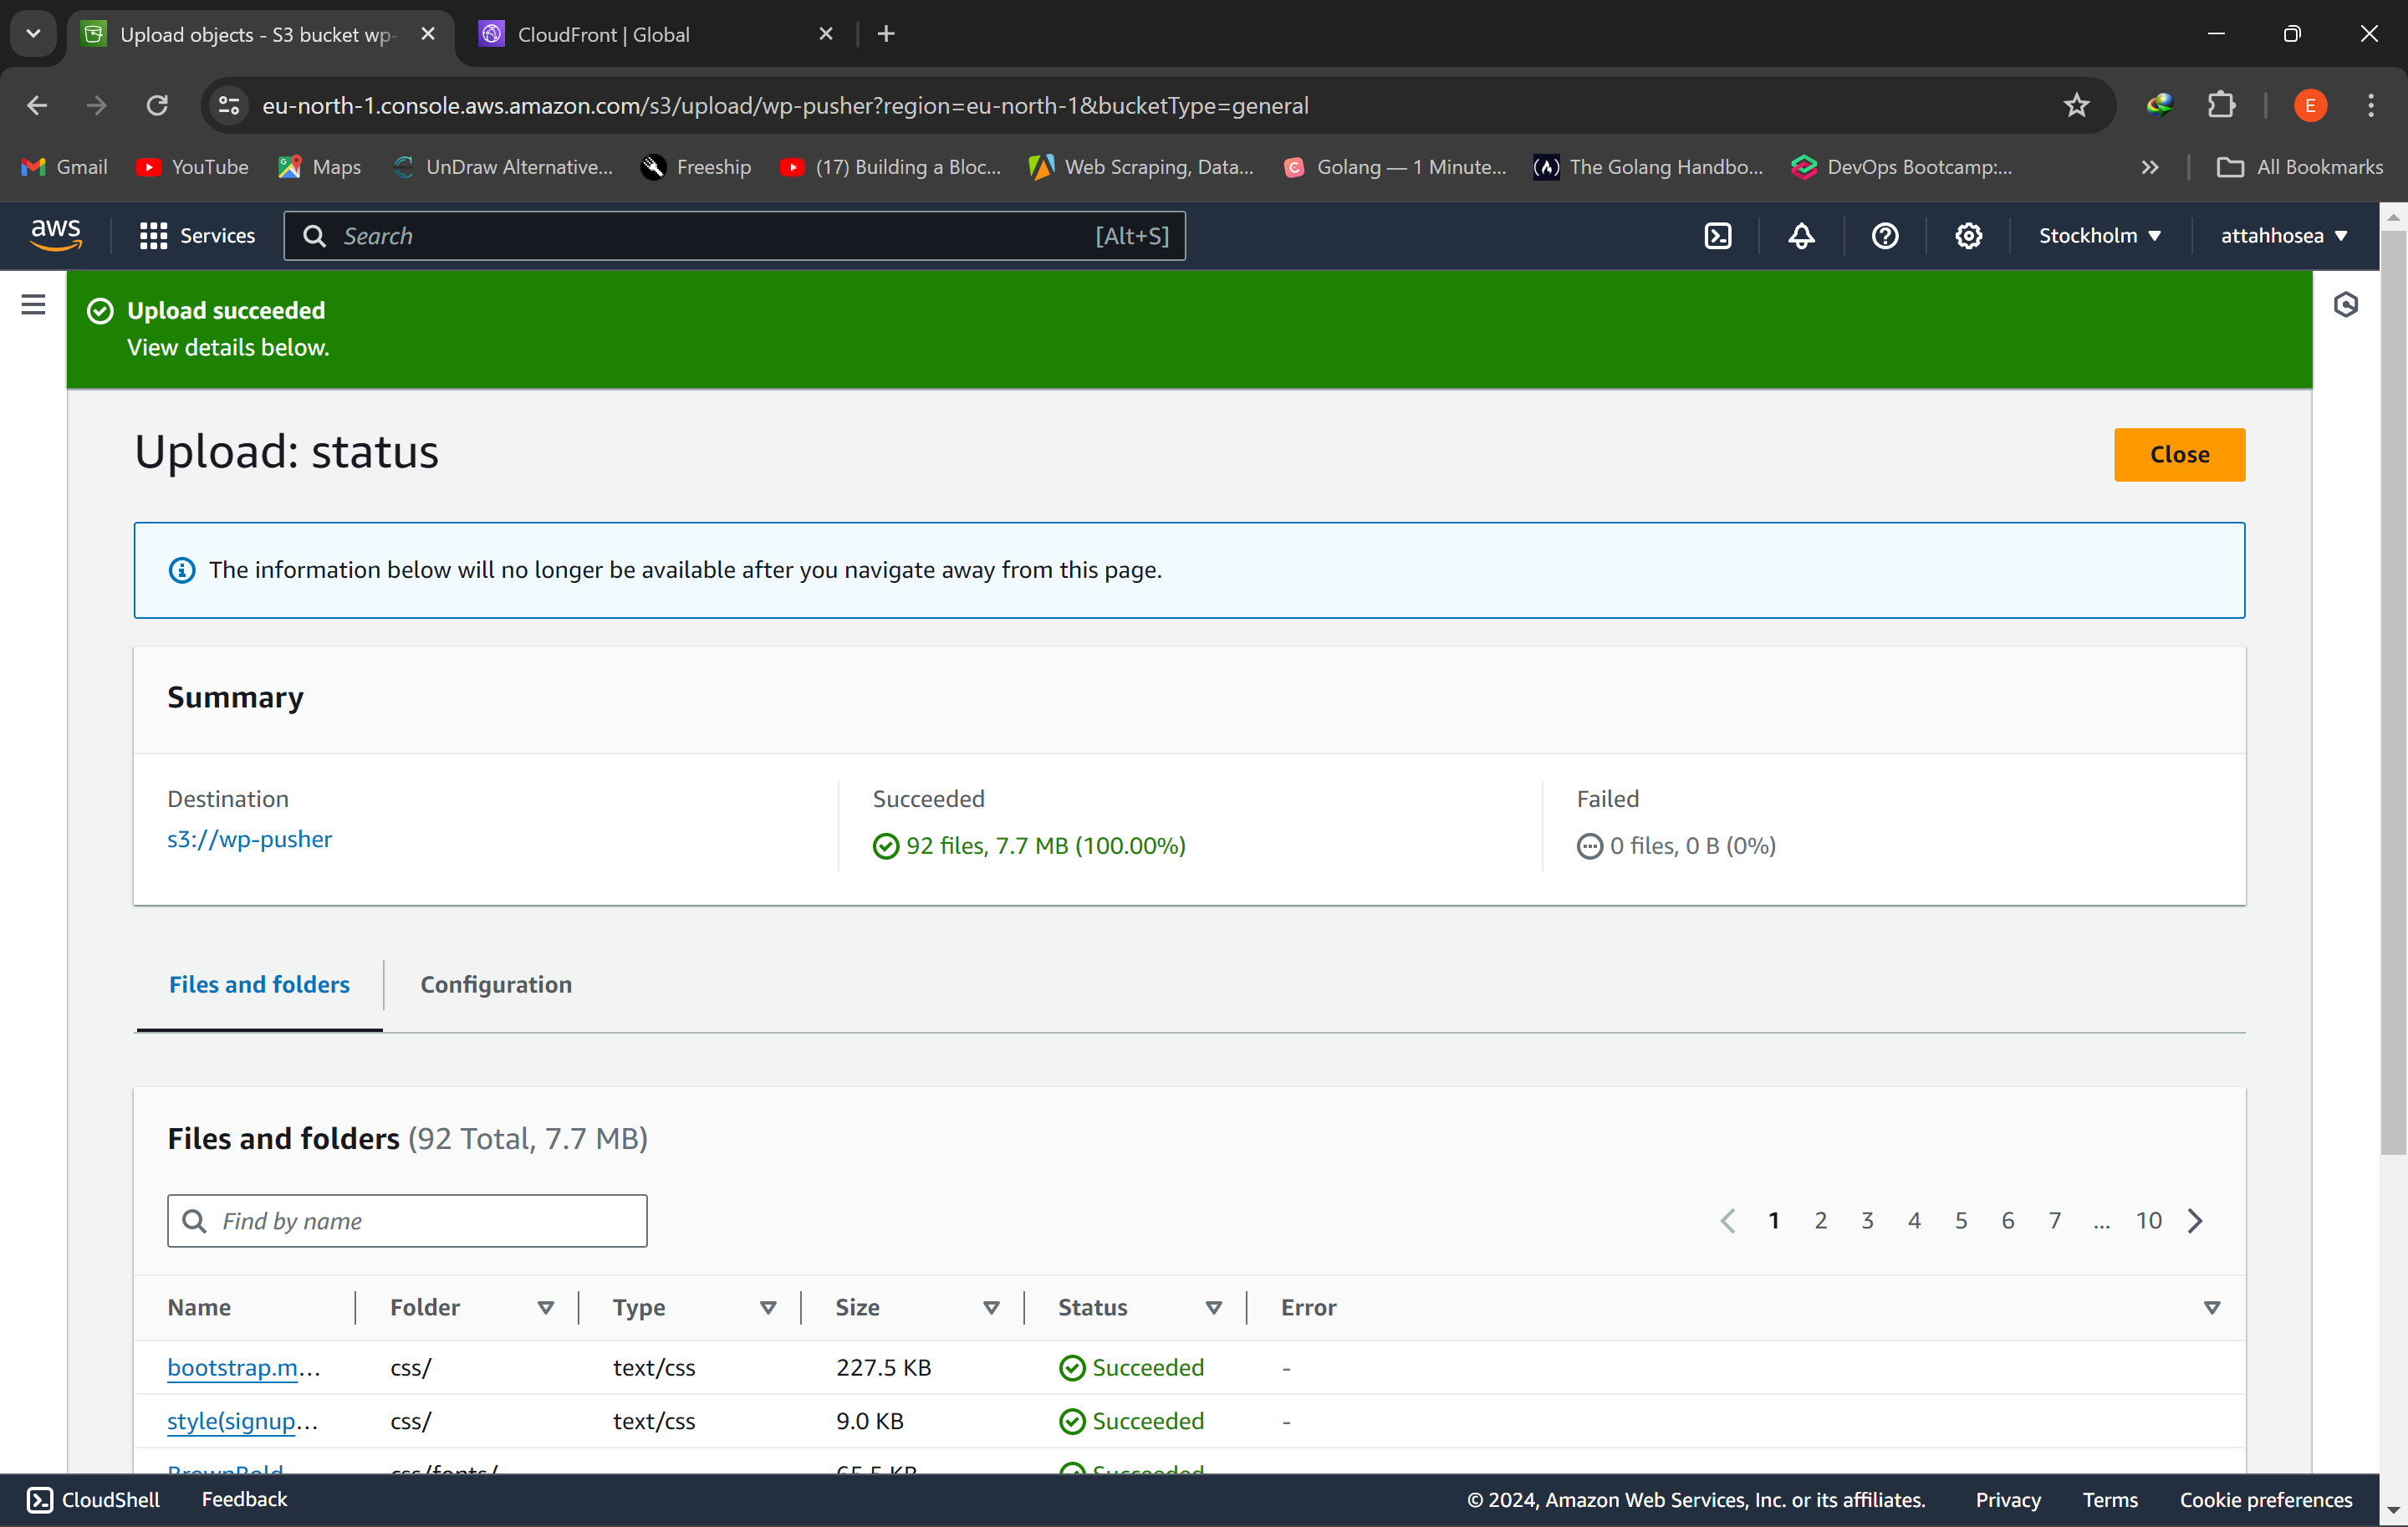 Upload objects - S3 bucket wp-
CloudFront | Global
eu-north-1.console.aws.amazon.com/s3/upload/wp-pusher?region=eu-north-1&bucketType=general
E
Gmail
YouTube
Maps
UnDraw Alternative...
Freeship
(17) Building a Bloc...
Web Scraping, Data...
Golang — 1 Minute...
The Golang Handbo...
DevOps Bootcamp:...
All Bookmarks
aws
Services
Search
[Alt+S]
Stockholm
attahhosea
Upload succeeded
View details below.
Upload: status
Close
The information below will no longer be available after you navigate away from this page.
Summary
Destination
s3://wp-pusher
Succeeded
92 files, 7.7 MB (100.00%)
Failed
0 files, 0 B (0%)
Files and folders
Configuration
Files and folders (92 Total, 7.7 MB)
Find by name
1 2 3 4 5 6 7 ... 10
Name Folder Type Size Status Error
bootstrap.m... css/ text/css 227.5 KB Succeeded -
style(signup... css/ text/css 9.0 KB Succeeded -
BrownBold css/fonts/ 65.5 KB Succeeded
CloudShell
Feedback
© 2024, Amazon Web Services, Inc. or its affiliates.
Privacy
Terms
Cookie preferences